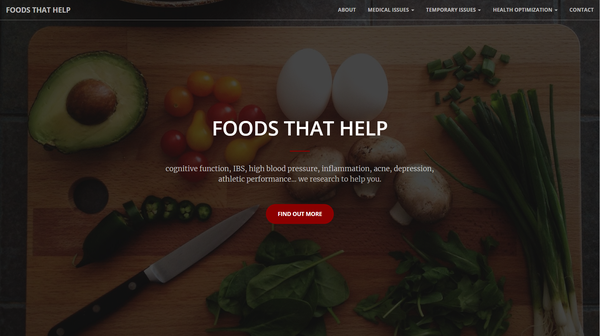 FOODS THAT HELP
ABOUT
MEDICAL ISSUES
TEMPORARY ISSUES
HEALTH OPTIMIZATION
CONTACT
FOODS THAT HELP
cognitive function, IBS, high blood pressure, inflammation, acne, depression,
athletic performance... we research to help you.
FIND OUT MORE